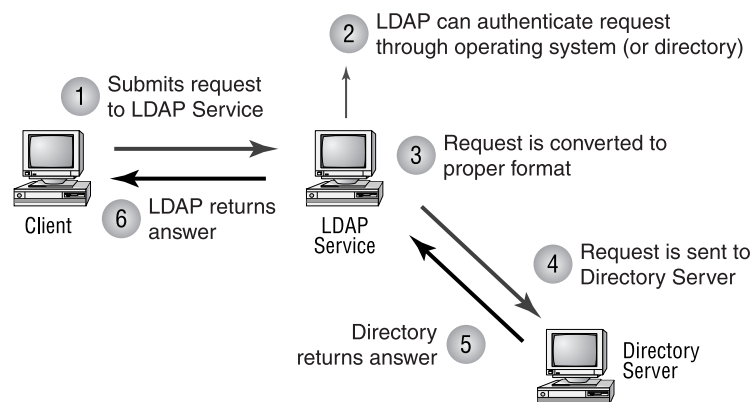 2
LDAP can authenticate request
through operating system (or directory)
1
Submits request
to LDAP Service
3
Request is converted to
proper format
Client
6
LDAP returns
answer
LDAP
Service
4
Request is sent to
Directory Server
Directory
returns answer
5
Directory
Server